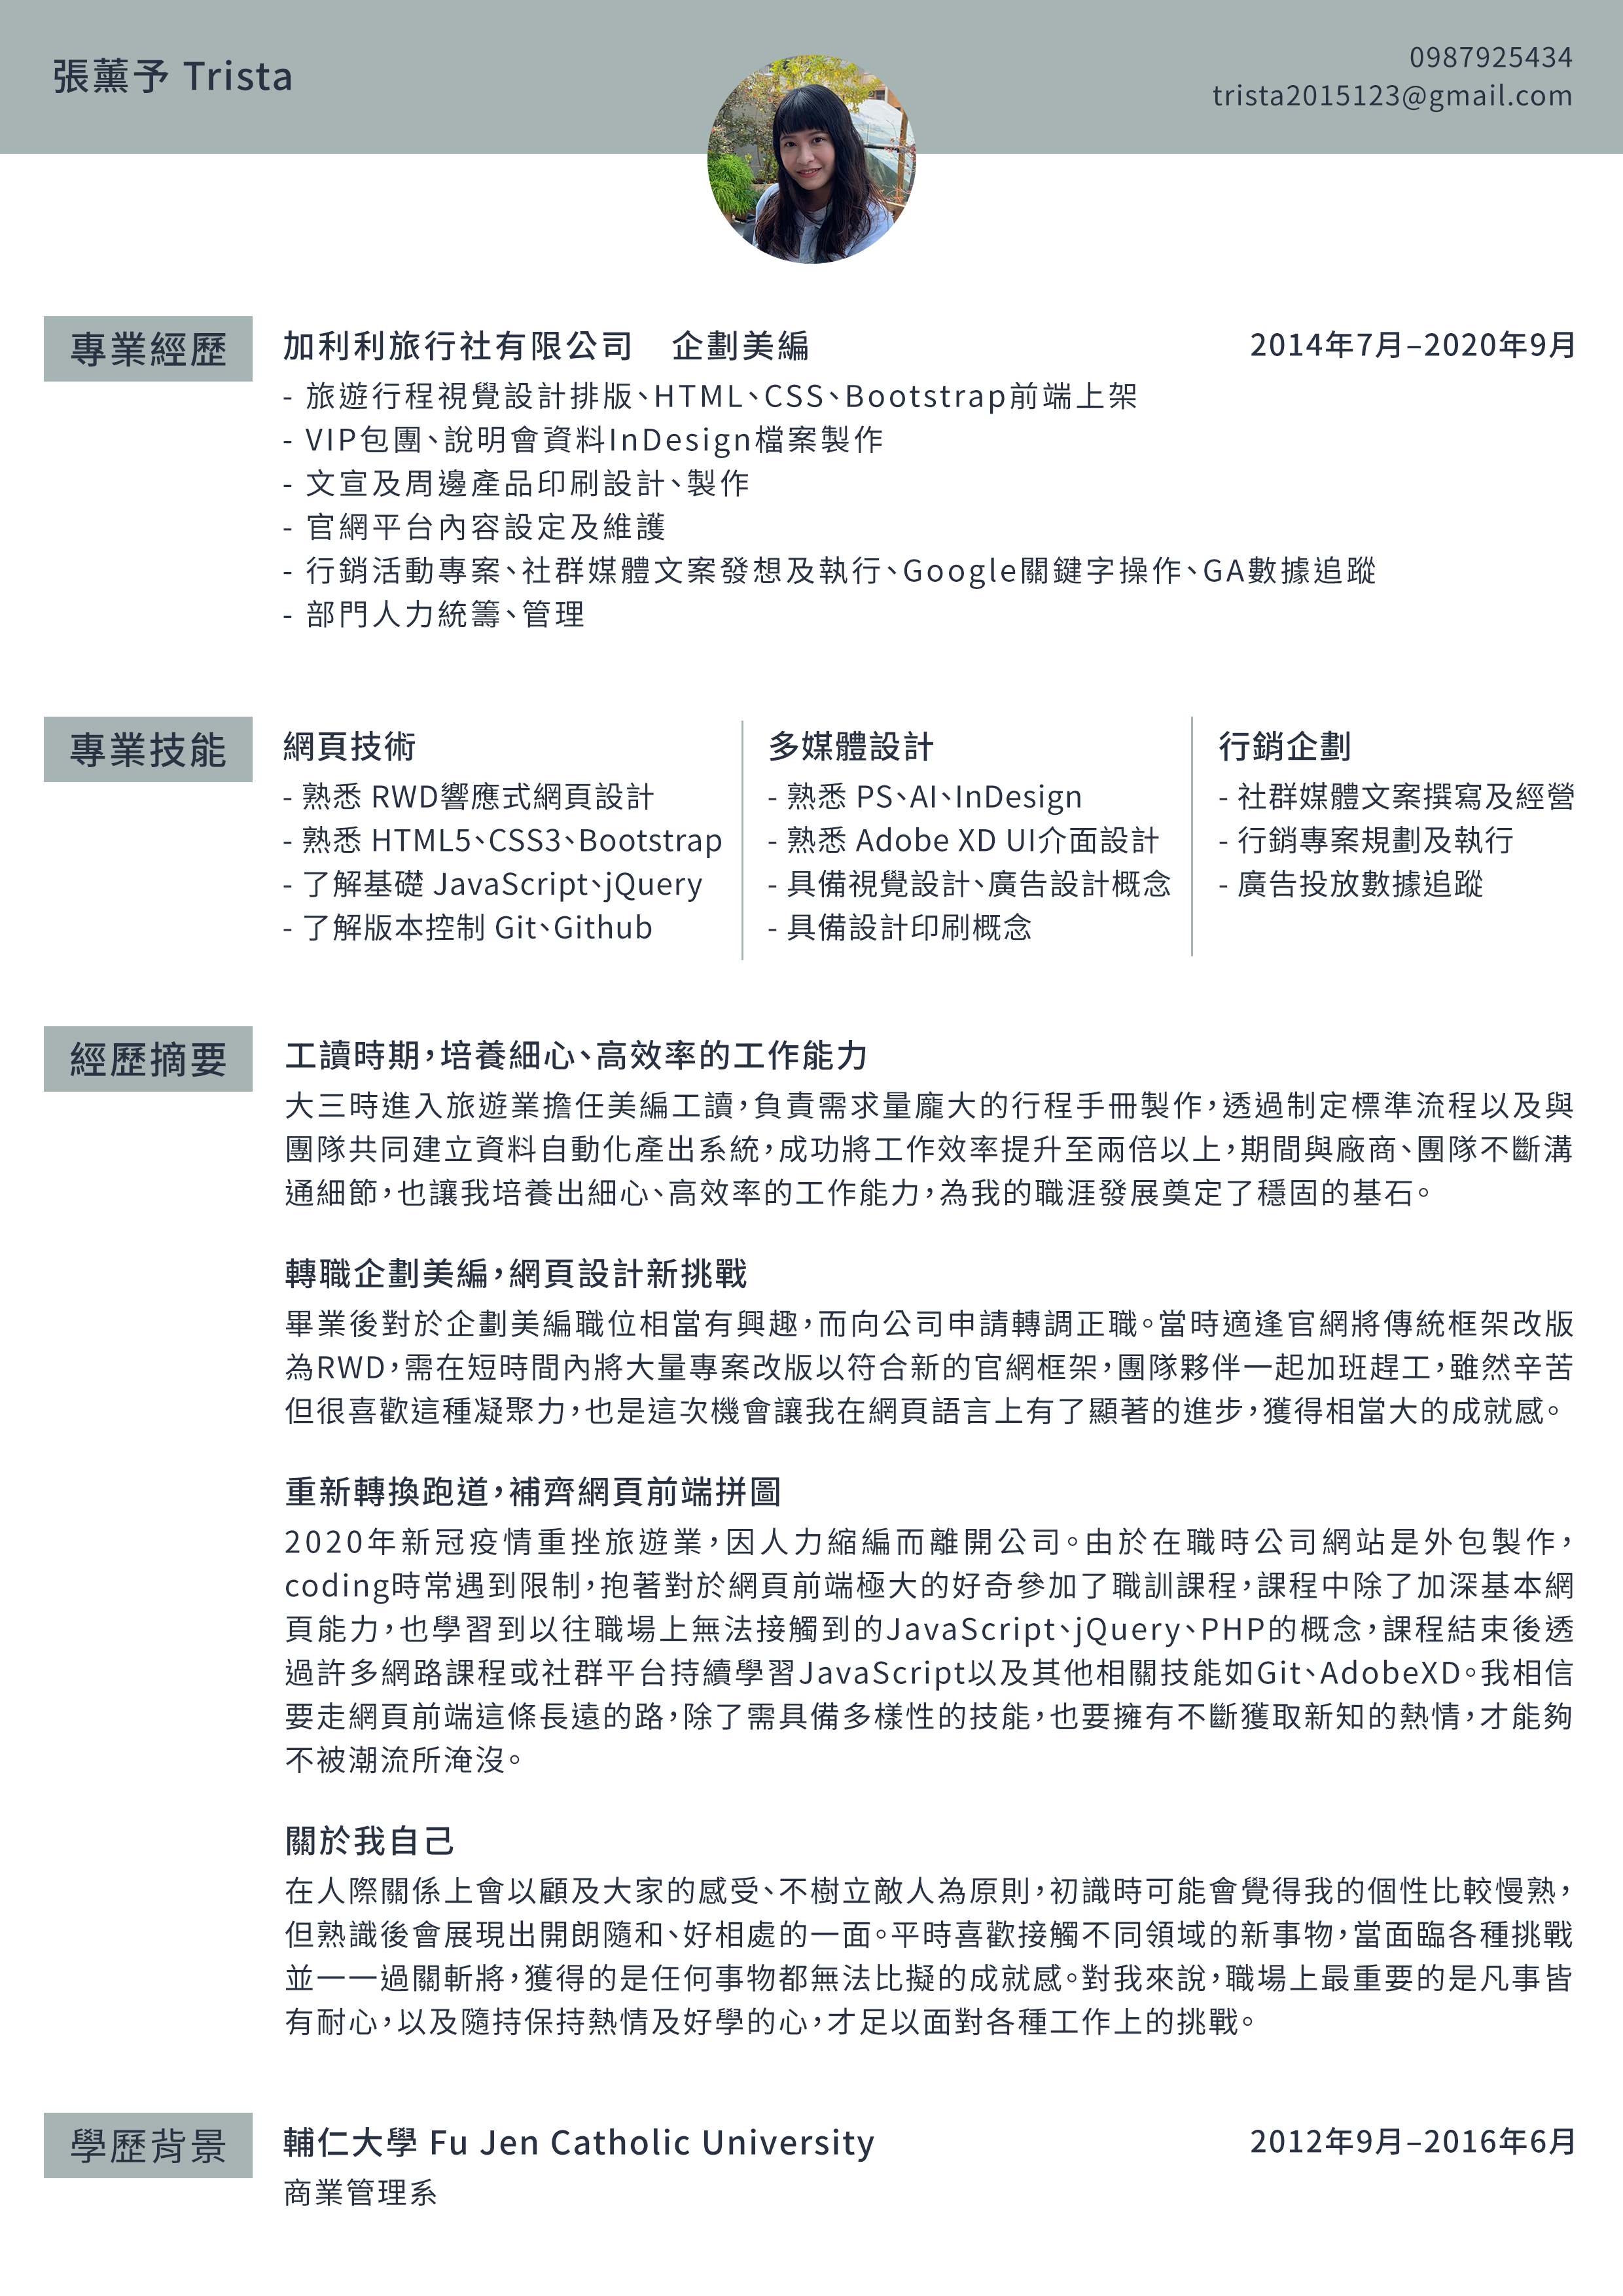 張薰予 Trista
0987925434
trista2015123@gmail.com
專業經歷
加利利旅行社有限公司　企劃美編
2014年7月–2020年9月
- 旅遊行程視覺設計排版、HTML、CSS、Bootstrap前端上架
- VIP包團、說明會資料InDesign檔案製作
- 文宣及周邊產品印刷設計、製作
- 官網平台內容設定及維護
- 行銷活動專案、社群媒體文案發想及執行、Google關鍵字操作、GA數據追蹤
- 部門人力統籌、管理
專業技能
網頁技術
- 熟悉 RWD響應式網頁設計
- 熟悉 HTML5、CSS3、Bootstrap
- 了解基礎 JavaScript、jQuery
- 了解版本控制 Git、Github
多媒體設計
- 熟悉 PS、AI、InDesign
- 熟悉 Adobe XD UI介面設計
- 具備視覺設計、廣告設計概念
- 具備設計印刷概念
行銷企劃
- 社群媒體文案撰寫及經營
- 行銷專案規劃及執行
- 廣告投放數據追蹤
經歷摘要
工讀時期，培養細心、高效率的工作能力
大三時進入旅遊業擔任美編工讀，負責需求量龐大的行程手冊製作，透過制定標準流程以及與
團隊共同建立資料自動化產出系統，成功將工作效率提升至兩倍以上，期間與廠商、團隊不斷溝
通細節，也讓我培養出細心、高效率的工作能力，為我的職涯發展奠定了穩固的基石。
轉職企劃美編，網頁設計新挑戰
畢業後對於企劃美編職位相當有興趣，而向公司申請轉調正職。當時適逢官網將傳統框架改版
為RWD，需在短時間內將大量專案改版以符合新的官網框架，團隊夥伴一起加班趕工，雖然辛苦
但很喜歡這種凝聚力，也是這次機會讓我在網頁語言上有了顯著的進步，獲得相當大的成就感。
重新轉換跑道，補齊網頁前端拼圖
2020年新冠疫情重挫旅遊業，因人力縮編而離開公司。由於在職時公司網站是外包製作，
coding時常遇到限制，抱著對於網頁前端極大的好奇參加了職訓課程，課程中除了加深基本網
頁能力，也學習到以往職場上無法接觸到的JavaScript、jQuery、PHP的概念，課程結束後透
過許多網路課程或社群平台持續學習JavaScript以及其他相關技能如Git、AdobeXD。我相信
要走網頁前端這條長遠的路，除了需具備多樣性的技能，也要擁有不斷獲取新知的熱情，才能夠
不被潮流所淹沒。
關於我自己
在人際關係上會以顧及大家的感受、不樹立敵人為原則，初識時可能會覺得我的個性比較慢熟，
但熟識後會展現出開朗隨和、好相處的一面。平時喜歡接觸不同領域的新事物，當面臨各種挑戰
並一一過關斬將，獲得的是任何事物都無法比擬的成就感。對我來說，職場上最重要的是凡事皆
有耐心，以及隨持保持熱情及好學的心，才足以面對各種工作上的挑戰。
學歷背景
輔仁大學 Fu Jen Catholic University
2012年9月–2016年6月
商業管理系